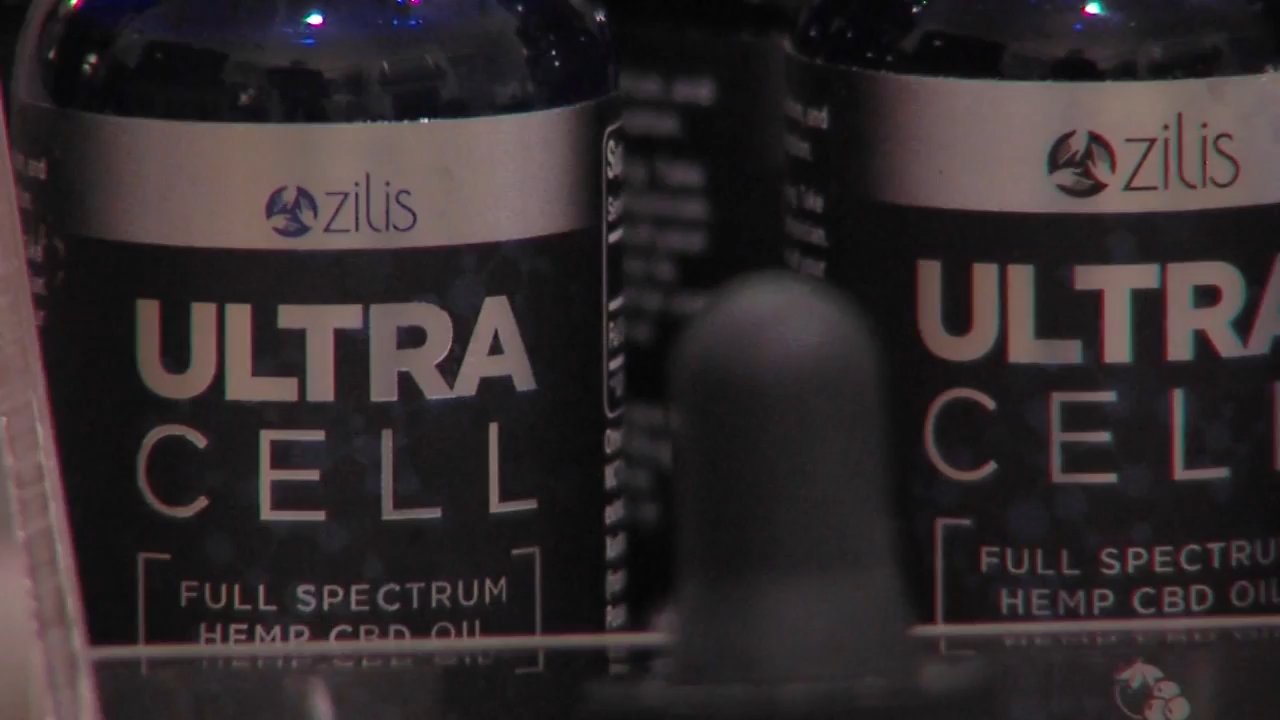 zilis
ULTRA
CELL
FULL SPECTRUM
HEMP CBD OIL
zilis
ULTRA
CELL
FULL SPECTRUM
HEMP CBD OIL